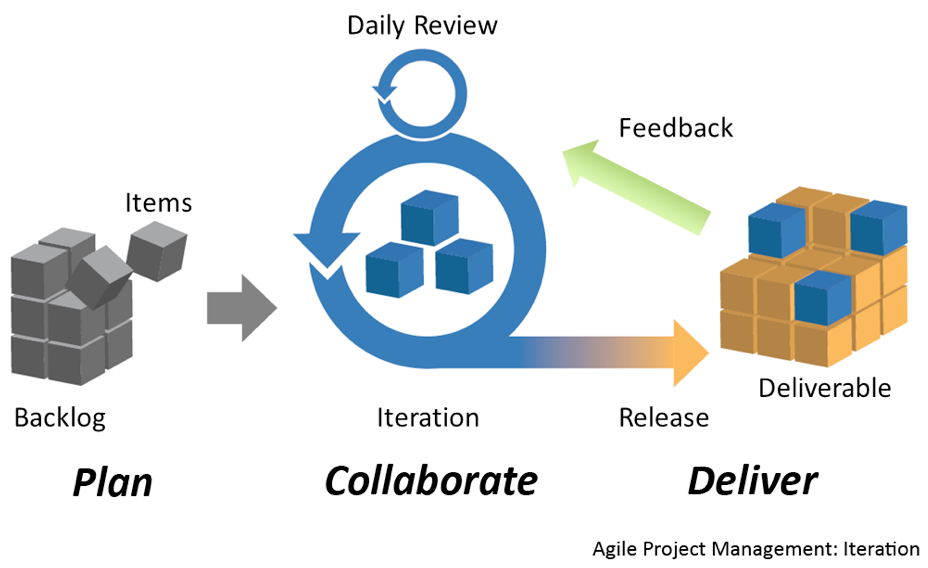 Daily Review
Feedback
Items
Deliverable
Backlog
Iteration
Release
Plan
Collaborate
Deliver
Agile Project Management: Iteration